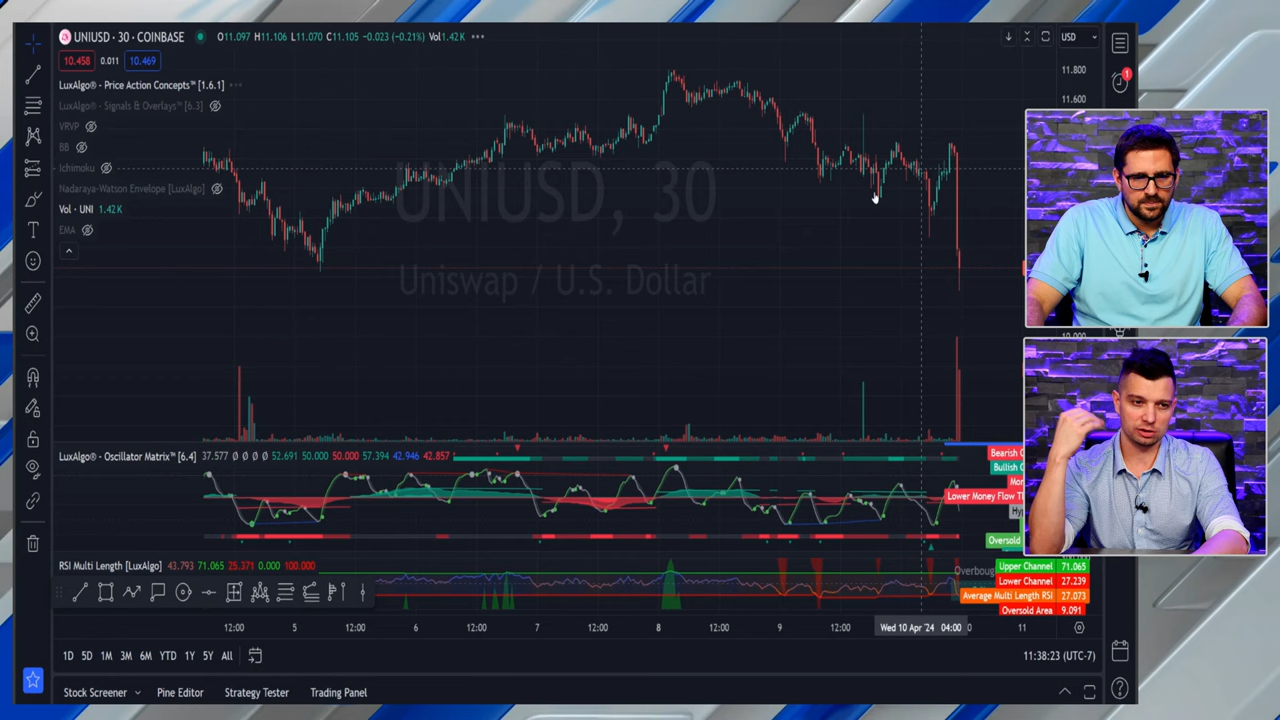 UNIUSD · 30 · COINBASE O11.097 H11.106 L11.070 C11.105 −0.023 (−0.21%) Vol1.42K USD
10.458 0.011 10.469
LuxAlgo® - Price Action Concepts™ [1.6.1]
LuxAlgo® - Signals & Overlays™ [6.3]
VRVP
BB
Ichimoku
Nadaraya-Watson Envelope [LuxAlgo]
Vol · UNI 1.42K
EMA
11.800
11.600
1
UNIUSD, 30
Uniswap / U.S. Dollar
LuxAlgo® - Oscillator Matrix™ [6.4] 37.577 Ø Ø Ø Ø 52.691 50.000 50.000 57.394 42.946 42.857
Bearish
Bullish
Lower Money Flow
Oversold
RSI Multi Length [LuxAlgo] 43.793 71.065 25.371 0.000 100.000
Upper Channel 71.065
Lower Channel 27.239
Average Multi Length RSI 27.073
Oversold Area 9.091
12:00 5 12:00 6 12:00 7 12:00 8 12:00 9 12:00 Wed 10 Apr '24 04:00 11
1D 5D 1M 3M 6M YTD 1Y 5Y All 11:38:23 (UTC-7)
Stock Screener Pine Editor Strategy Tester Trading Panel